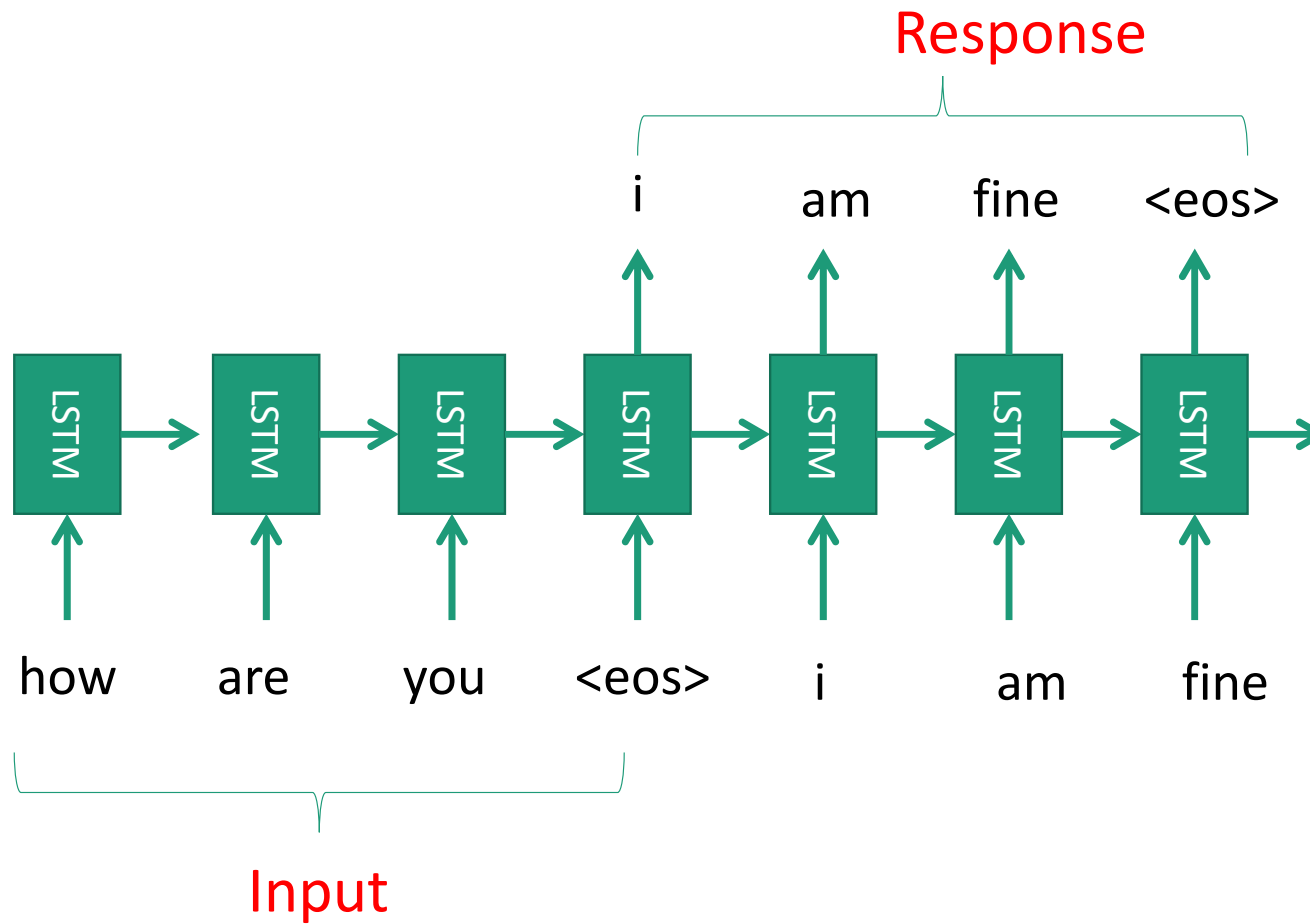 Response
i am fine <eos>
LSTM LSTM LSTM LSTM LSTM LSTM LSTM
how are you <eos> i am fine
Input